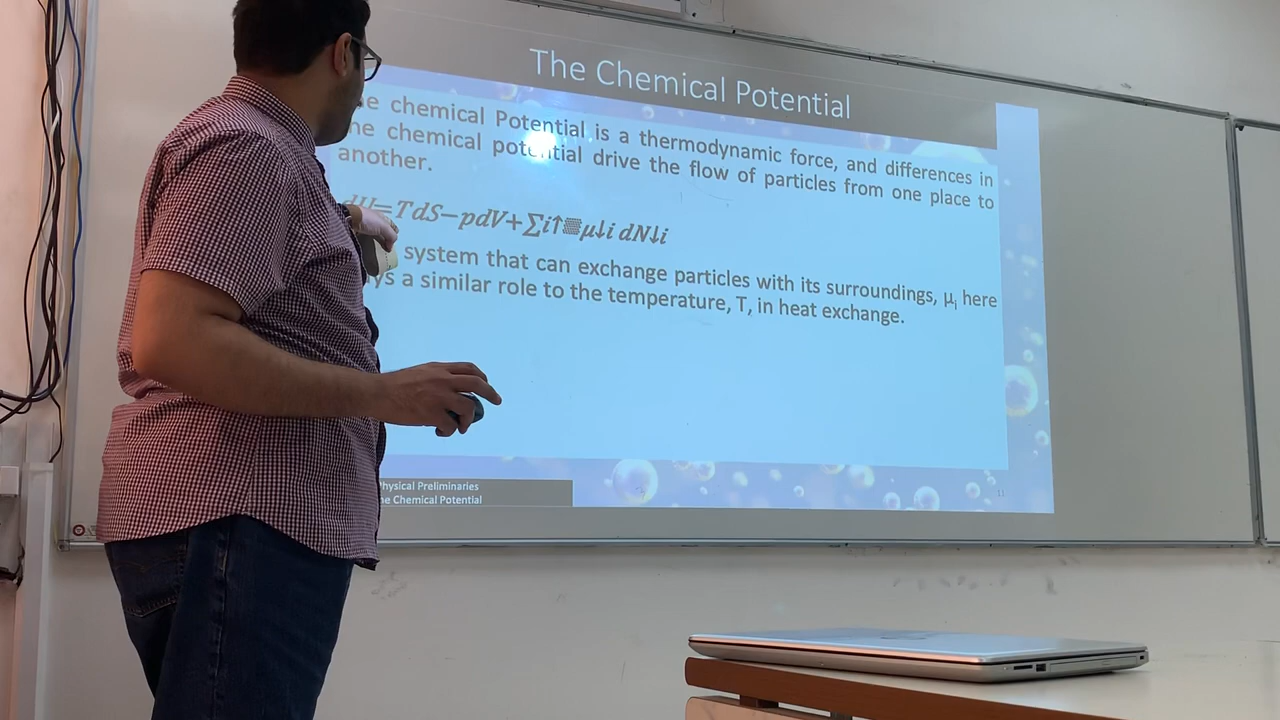 The Chemical Potential
e chemical Potential is a thermodynamic force, and differences in
he chemical potential drive the flow of particles from one place to
another.
dU=TdS−pdV+∑i↑▒μ↓i dN↓i
system that can exchange particles with its surroundings, μi here
ys a similar role to the temperature, T, in heat exchange.
Physical Preliminaries
he Chemical Potential
11